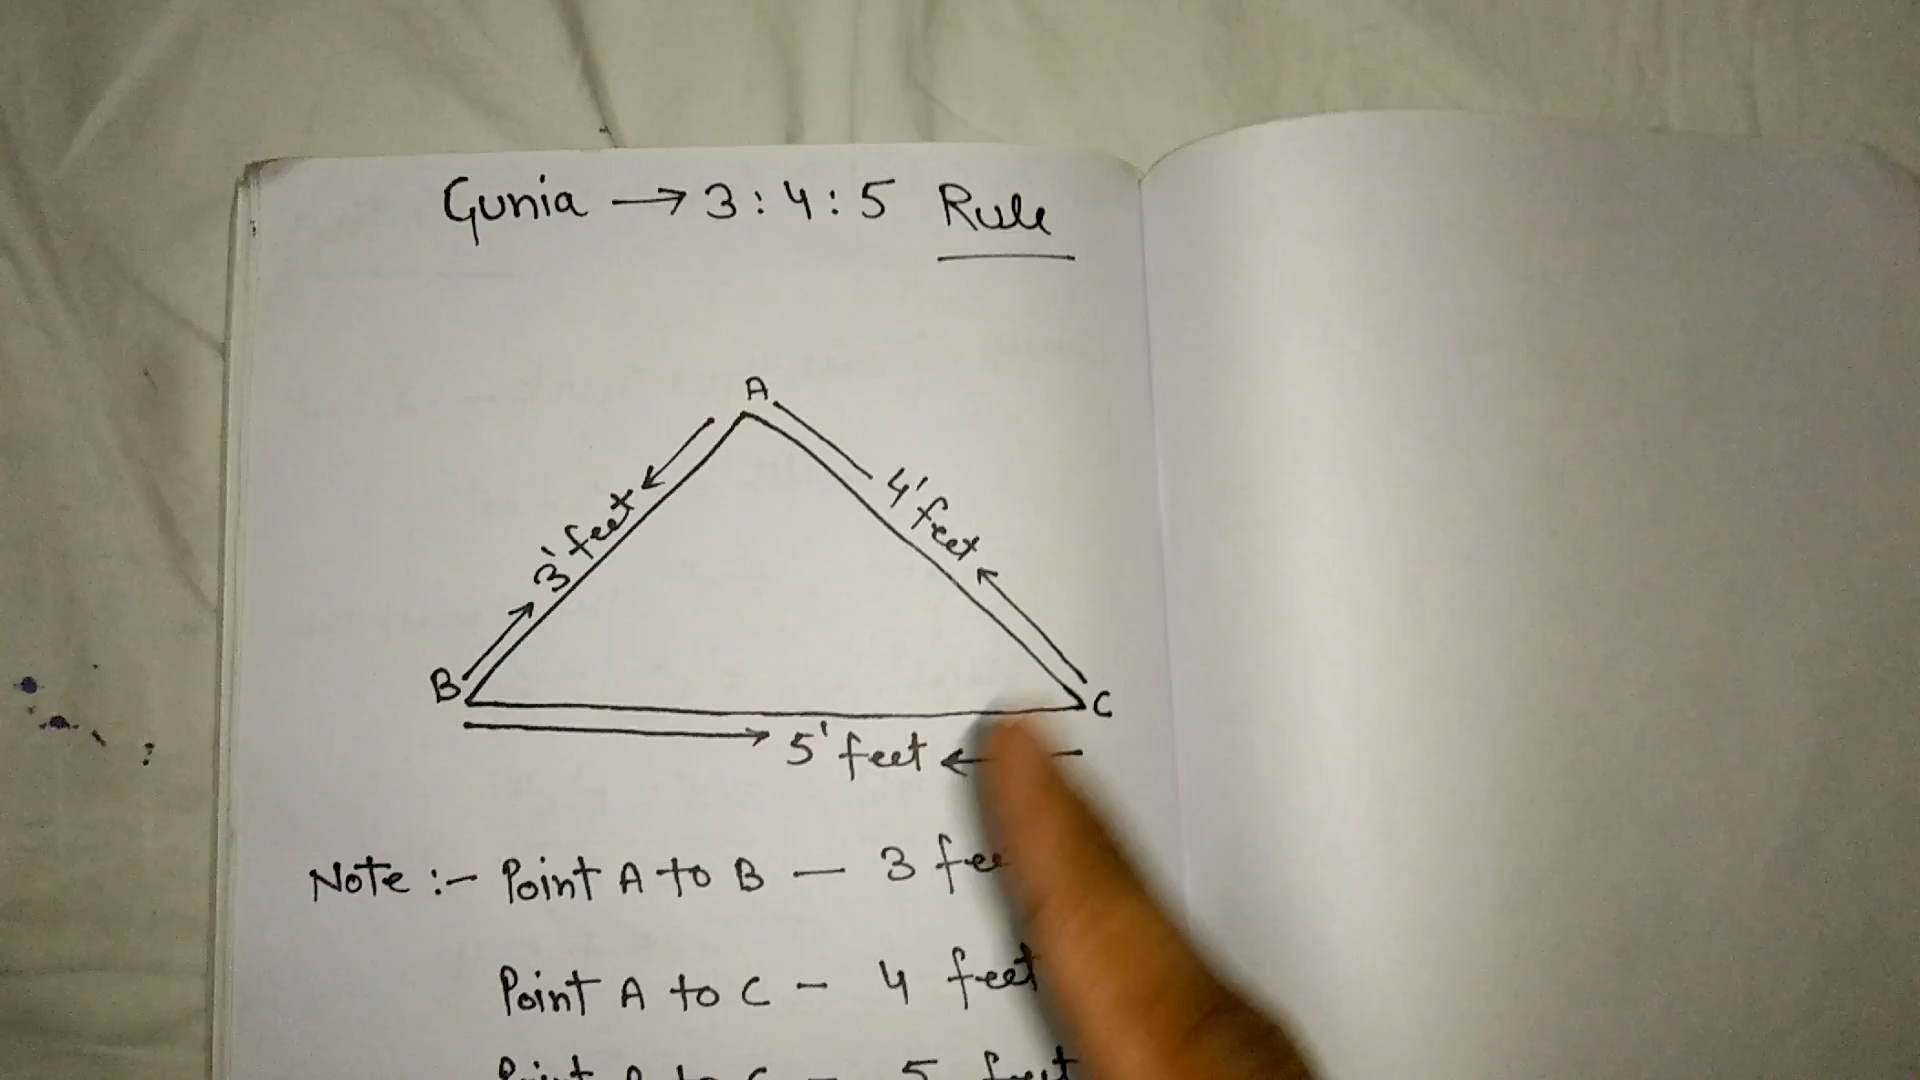 Gunia → 3 : 4 : 5 Rule
A
3' feet
4' feet
B
C
5' feet
Note :- Point A to B — 3
Point A to C - 4 feet